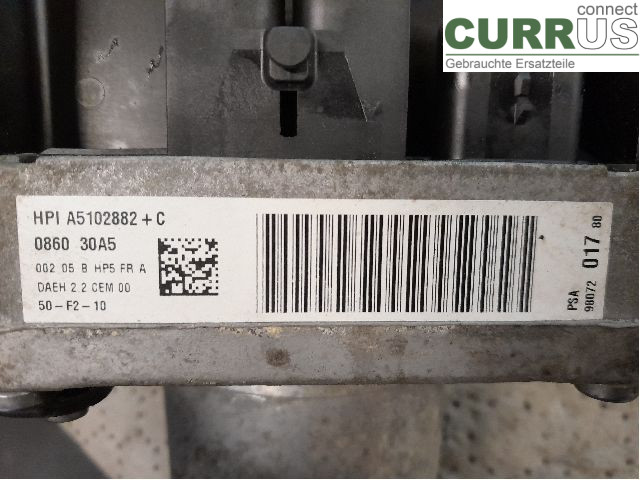 connect
CURRUS
Gebrauchte Ersatzteile
HPI A5102882+C
0860 30A5
002 05 B HP5 FR A
DAEH 2.2 CEM 00
50-F2-10
PSA
98072 017 80